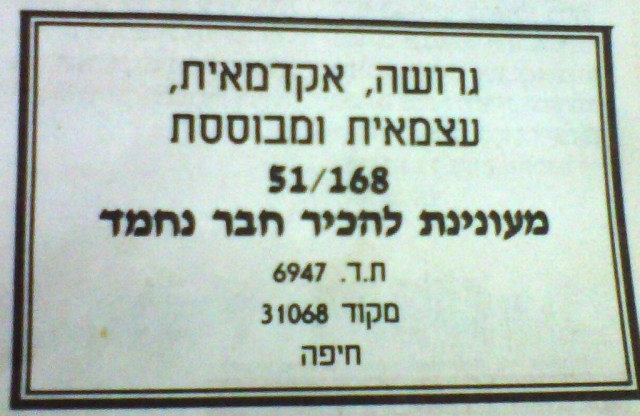 גרושה, אקדמאית,
עצמאית ומבוססת
51/168
מעונינת להכיר חבר נחמד
ת.ד. 6947
מקוד 31068
חיפה